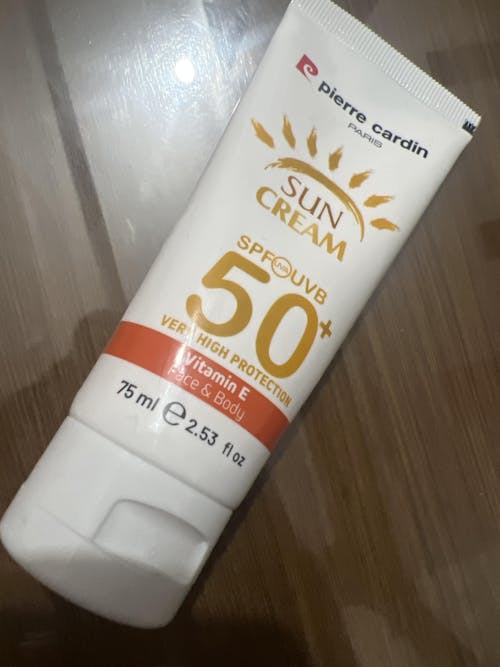 pierre cardin
PARIS
SUN
CREAM
SPF UVA UVB
50+
VERY HIGH PROTECTION
Vitamin E
Face & Body
75 ml e 2.53 fl oz